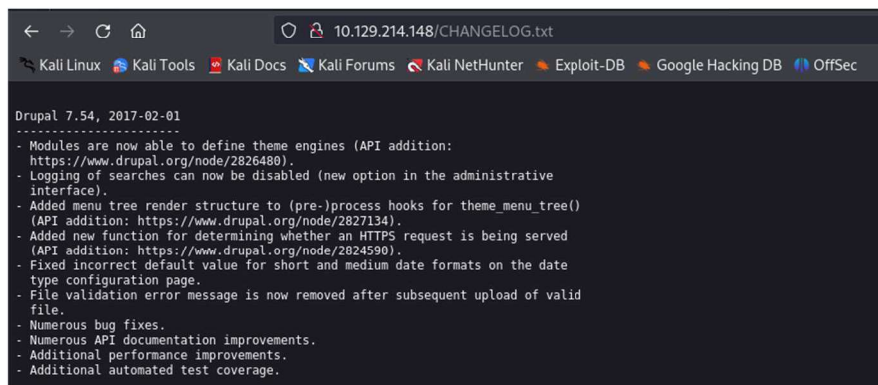 10.129.214.148/CHANGELOG.txt
Kali Linux Kali Tools Kali Docs Kali Forums Kali NetHunter Exploit-DB Google Hacking DB OffSec
Drupal 7.54, 2017-02-01
-----------------------
- Modules are now able to define theme engines (API addition:
https://www.drupal.org/node/2826480).
- Logging of searches can now be disabled (new option in the administrative
interface).
- Added menu tree render structure to (pre-)process hooks for theme_menu_tree()
(API addition: https://www.drupal.org/node/2827134).
- Added new function for determining whether an HTTPS request is being served
(API addition: https://www.drupal.org/node/2824590).
- Fixed incorrect default value for short and medium date formats on the date
type configuration page.
- File validation error message is now removed after subsequent upload of valid
file.
- Numerous bug fixes.
- Numerous API documentation improvements.
- Additional performance improvements.
- Additional automated test coverage.